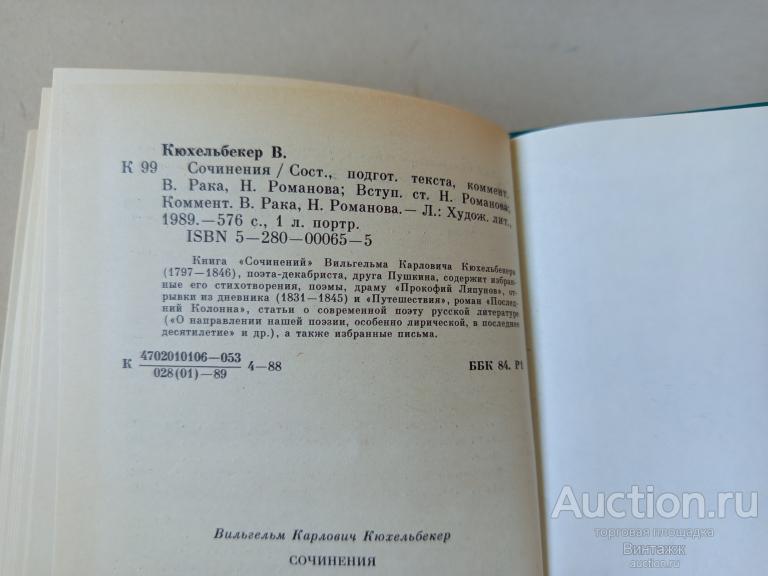 Кюхельбекер В.
К 99 Сочинения / Сост., подгот. текста, коммент.
В. Рака, Н. Романова; Вступ. ст. Н. Романова;
Коммент. В. Рака, Н. Романова.— Л.: Худож. лит.,
1989.—576 с., 1 л. портр.
ISBN 5—280—00065—5
Книга «Сочинений» Вильгельма Карловича Кюхельбекера
(1797—1846), поэта-декабриста, друга Пушкина, содержит избран-
ные его стихотворения, поэмы, драму «Прокофий Ляпунов», от-
рывки из дневника (1831—1845) и «Путешествия», роман «Послед-
ний Колонна», статьи о современной поэту русской литературе
(«О направлении нашей поэзии, особенно лирической, в последнее
десятилетие» и др.), а также избранные письма.
К 4702010106—053
028(01)—89 4—88
ББК 84. Р1
Вильгельм Карлович Кюхельбекер
СОЧИНЕНИЯ
Auction.ru
торговая площадка
Винтажж
auction.ru